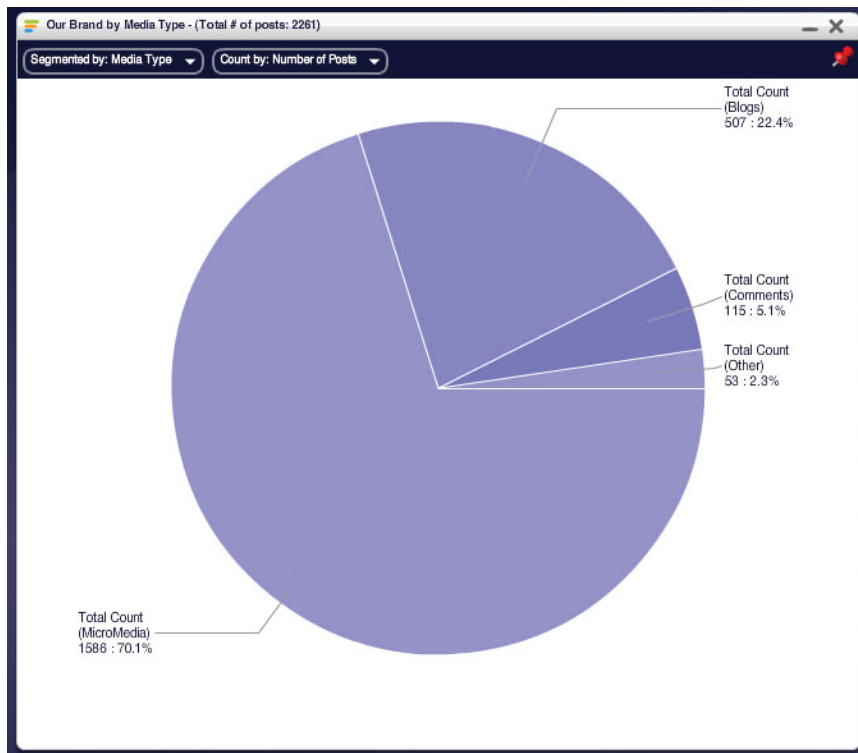 Our Brand by Media Type - (Total # of posts: 2261)
Segmented by: Media Type
Count by: Number of Posts
Total Count
(Blogs)
507 : 22.4%
Total Count
(Comments)
115 : 5.1%
Total Count
(Other)
53 : 2.3%
Total Count
(MicroMedia)
1586 : 70.1%